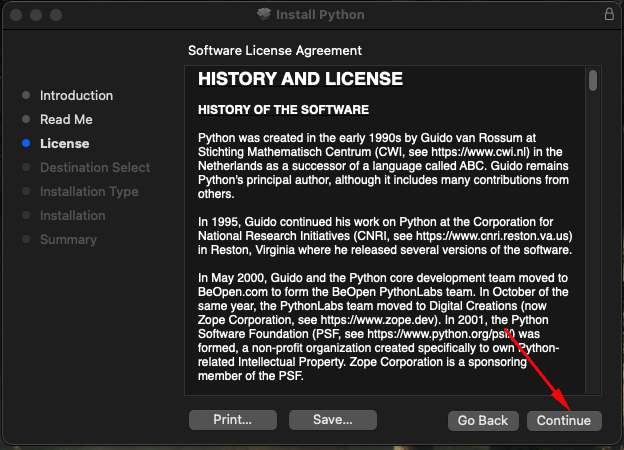 Install Python
Software License Agreement
Introduction
Read Me
License
Destination Select
Installation Type
Installation
Summary
HISTORY AND LICENSE
HISTORY OF THE SOFTWARE
Python was created in the early 1990s by Guido van Rossum at
Stichting Mathematisch Centrum (CWI, see https://www.cwi.nl) in the
Netherlands as a successor of a language called ABC. Guido remains
Python's principal author, although it includes many contributions from
others.
In 1995, Guido continued his work on Python at the Corporation for
National Research Initiatives (CNRI, see https://www.cnri.reston.va.us)
in Reston, Virginia where he released several versions of the software.
In May 2000, Guido and the Python core development team moved to
BeOpen.com to form the BeOpen PythonLabs team. In October of the
same year, the PythonLabs team moved to Digital Creations (now
Zope Corporation, see https://www.zope.dev). In 2001, the Python
Software Foundation (PSF, see https://www.python.org/psf/) was
formed, a non-profit organization created specifically to own Python-
related Intellectual Property. Zope Corporation is a sponsoring
member of the PSF.
Print...
Save...
Go Back
Continue